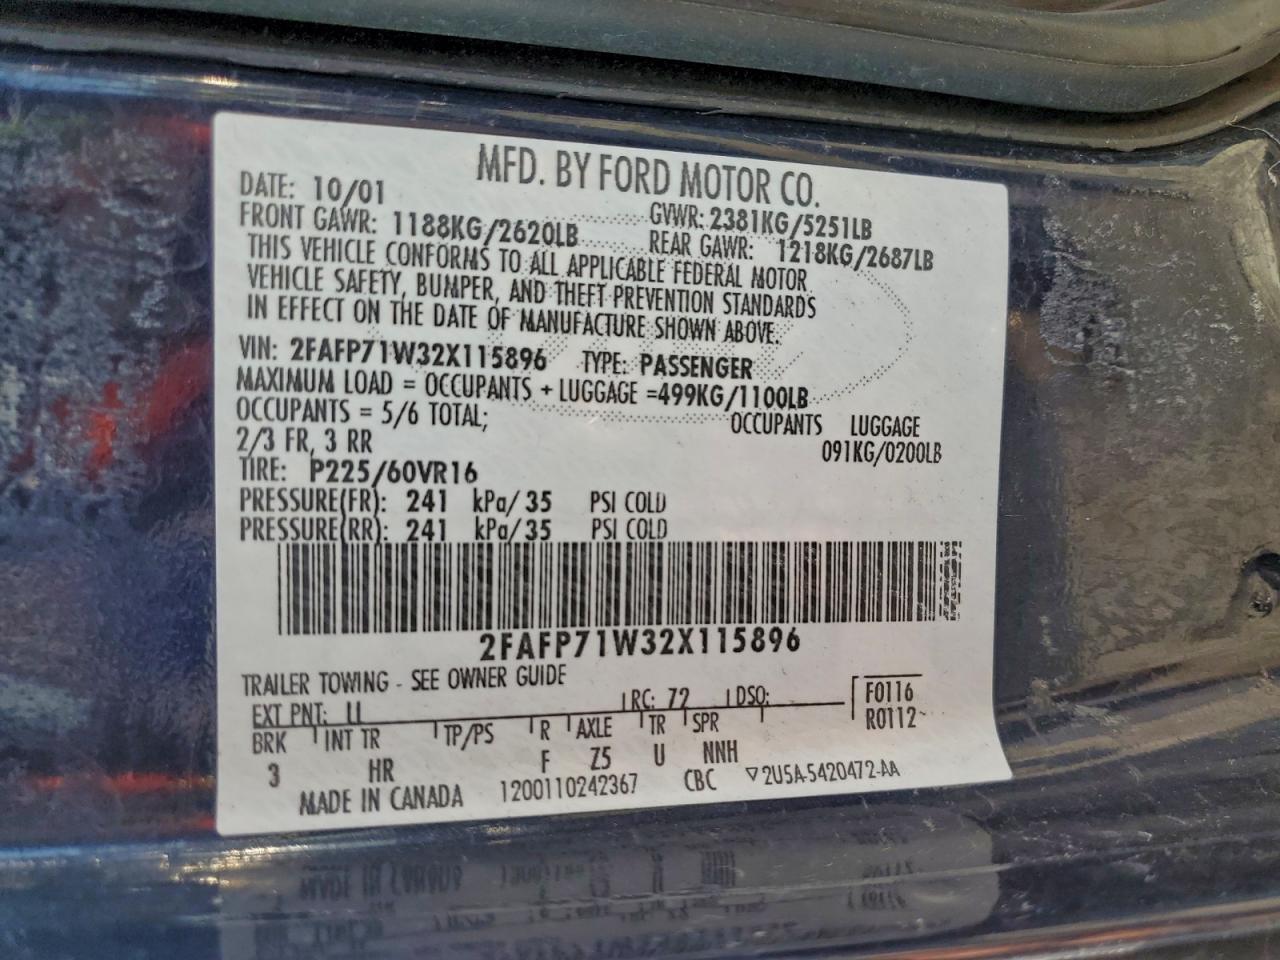 MFD. BY FORD MOTOR CO.
DATE: 10/01
GVWR: 2381KG/5251LB
FRONT GAWR: 1188KG/2620LB
REAR GAWR: 1218KG/2687LB
THIS VEHICLE CONFORMS TO ALL APPLICABLE FEDERAL MOTOR
VEHICLE SAFETY, BUMPER, AND THEFT PREVENTION STANDARDS
IN EFFECT ON THE DATE OF MANUFACTURE SHOWN ABOVE.
VIN: 2FAFP71W32X115896 TYPE: PASSENGER
MAXIMUM LOAD = OCCUPANTS + LUGGAGE =499KG/1100LB
OCCUPANTS = 5/6 TOTAL; OCCUPANTS LUGGAGE
2/3 FR, 3 RR 091KG/0200LB
TIRE: P225/60VR16
PRESSURE(FR): 241 kPa/35 PSI COLD
PRESSURE(RR): 241 kPa/35 PSI COLD
2FAFP71W32X115896
TRAILER TOWING - SEE OWNER GUIDE
EXT PNT: LL RC: 72 DSO: F0116
R0112
BRK INT TR TP/PS R AXLE TR SPR
3 HR F Z5 U NNH
MADE IN CANADA 1200110242367 CBC ▽2U5A-5420472-AA